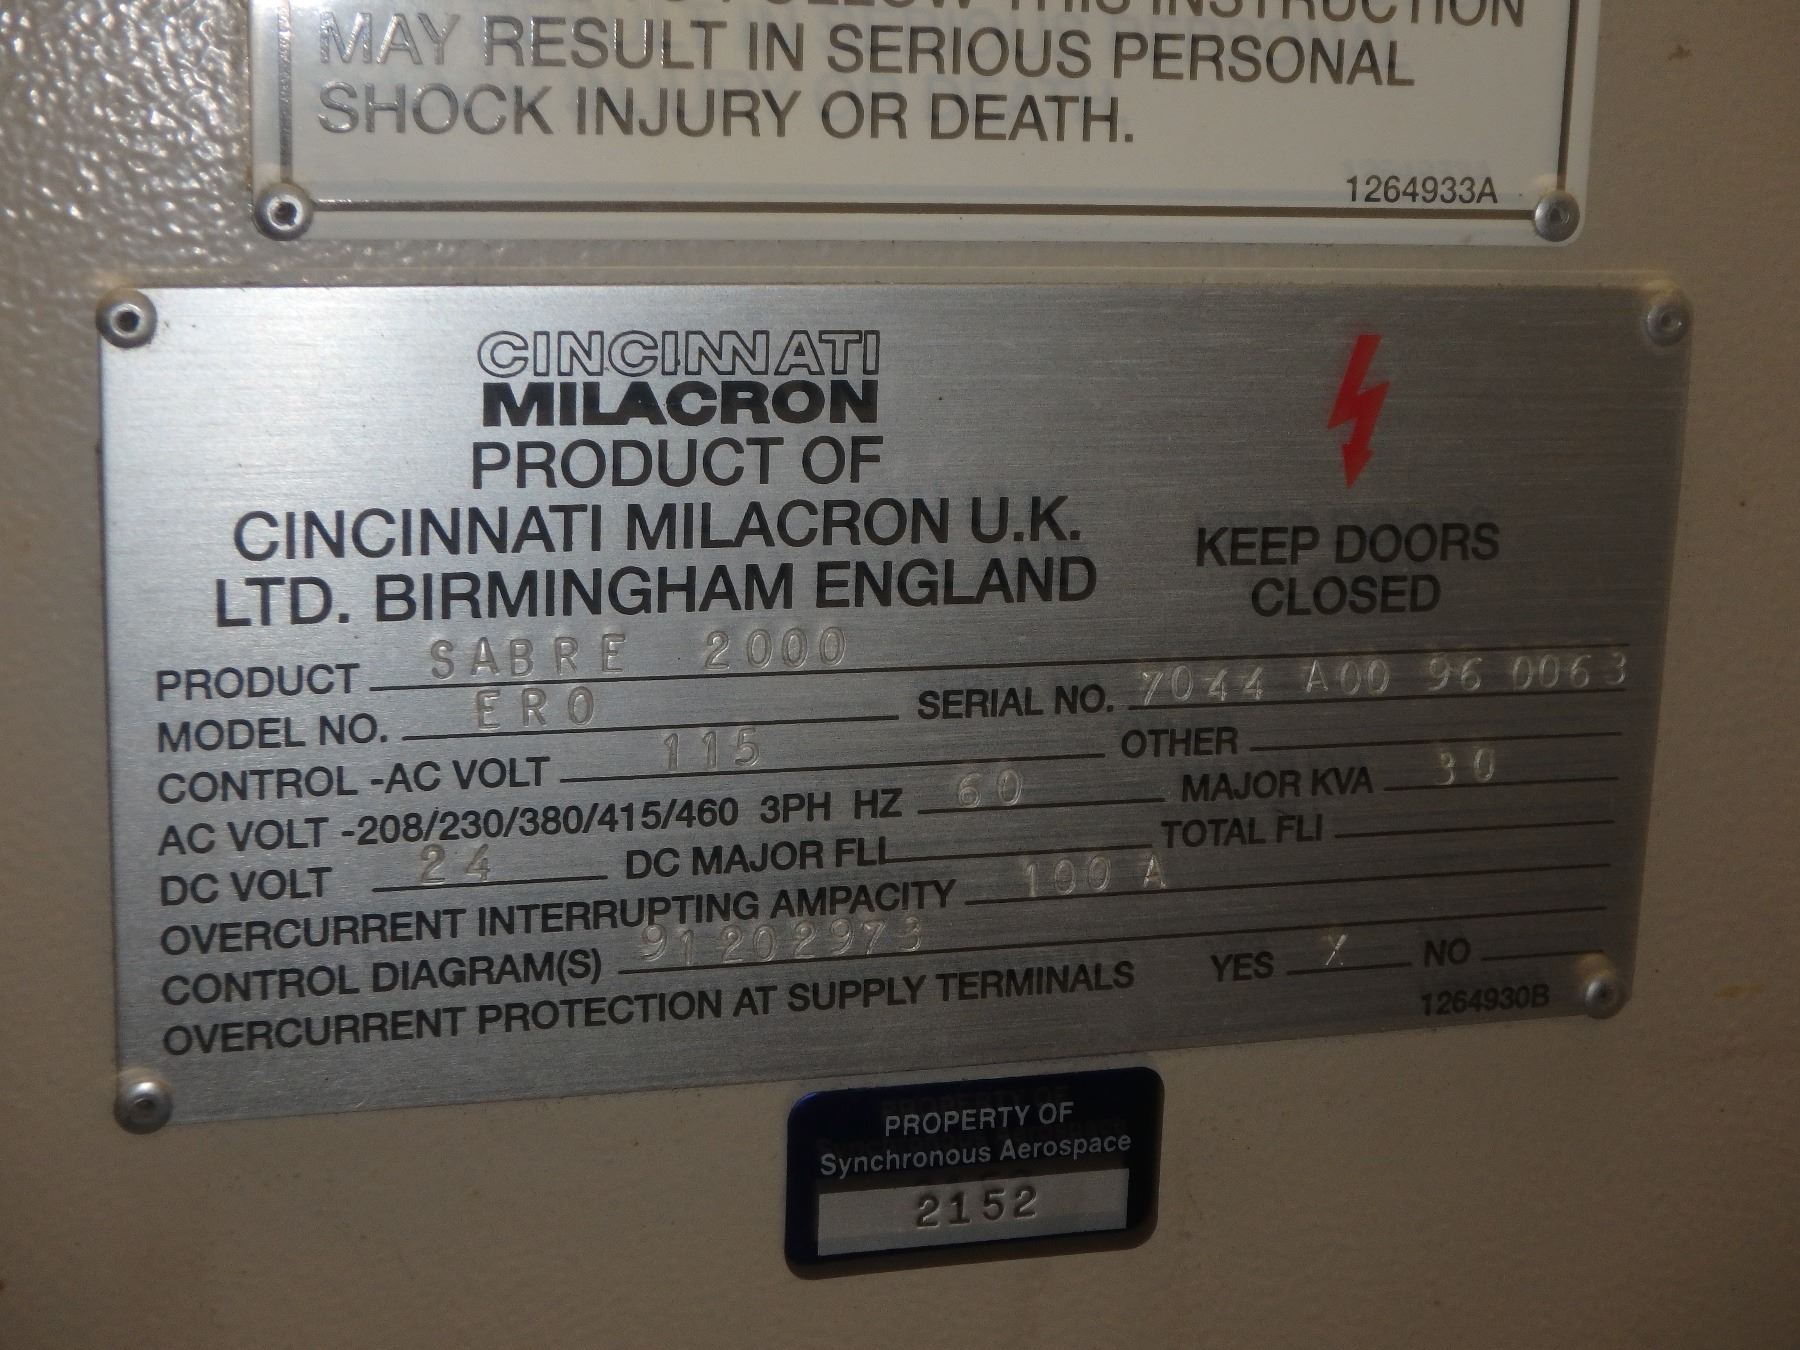 TO FOLLOW THIS INSTRUCTION
MAY RESULT IN SERIOUS PERSONAL
SHOCK INJURY OR DEATH.
1264933A
CINCINNATI
MILACRON
PRODUCT OF
CINCINNATI MILACRON U.K.
LTD. BIRMINGHAM ENGLAND
KEEP DOORS
CLOSED
PRODUCT SABRE 2000
MODEL NO. ERO SERIAL NO. 7044 A00 96 0063
CONTROL -AC VOLT 115 OTHER
AC VOLT -208/230/380/415/460 3PH HZ 60 MAJOR KVA 30
DC VOLT 24 DC MAJOR FLI TOTAL FLI
OVERCURRENT INTERRUPTING AMPACITY 100 A
CONTROL DIAGRAM(S) 91202973
OVERCURRENT PROTECTION AT SUPPLY TERMINALS YES X NO
1264930B
PROPERTY OF
Synchronous Aerospace
2152